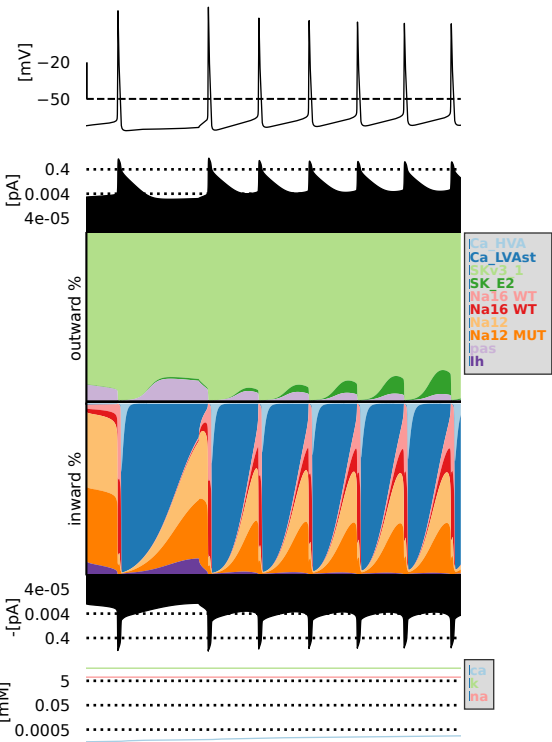 [mV]
−20
−50
[pA]
0.4
0.004
4e-05
outward %
Ca_HVA
Ca_LVAst
SKv3_1
SK_E2
Na16 WT
Na16 WT
Na12
Na12 MUT
pas
Ih
inward %
-[pA]
4e-05
0.004
0.4
[mM]
5
0.05
0.0005
ca
k
na